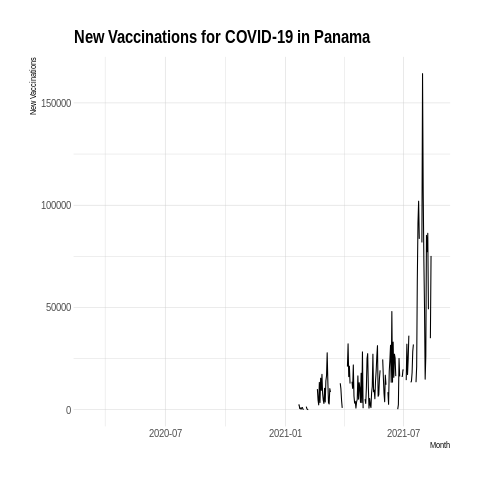 New Vaccinations for COVID-19 in Panama
New Vaccinations
150000
100000
50000
0
2020-07
2021-01
2021-07
Month